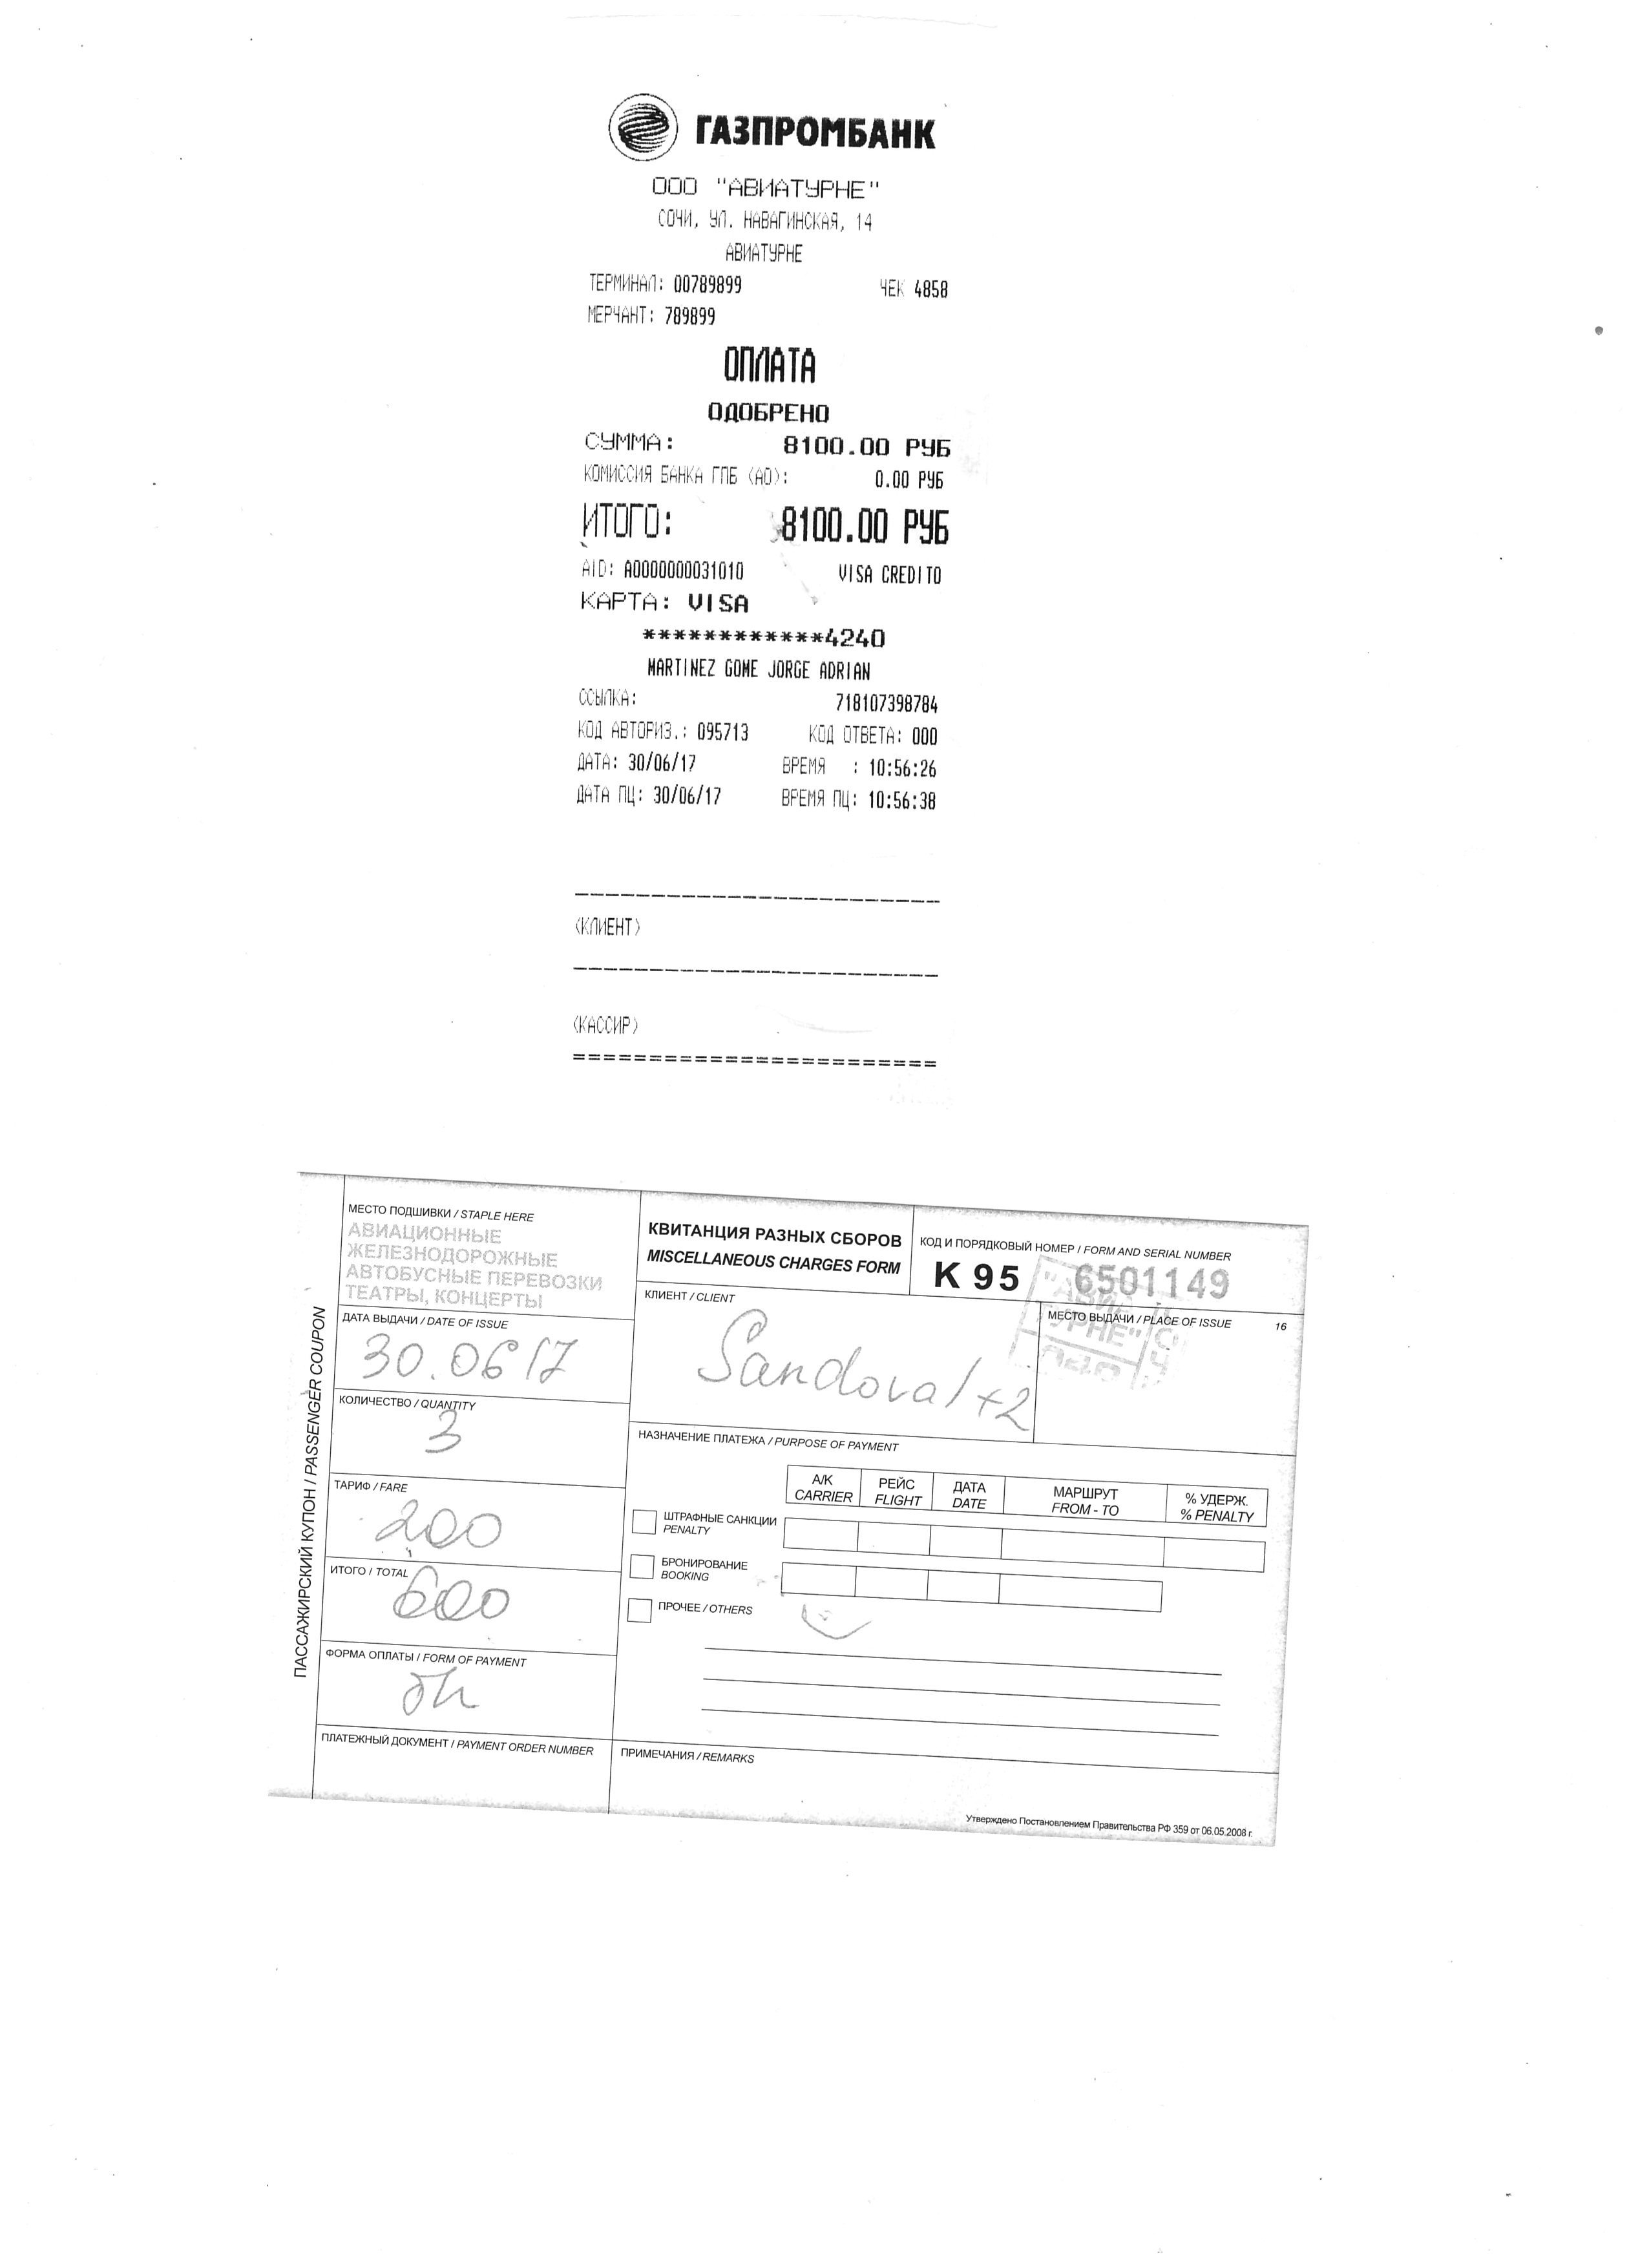 ГАЗПРОМБАНК
ООО "АВИАТУРНЕ"
СОЧИ, УЛ. НАВАГИНСКАЯ, 14
АВИАТУРНЕ
ТЕРМИНАЛ: 00789899 ЧЕК 4858
МЕРЧАНТ: 789899
ОПЛАТА
ОДОБРЕНО
СУММА: 8100.00 РУБ
КОМИССИЯ БАНКА ГПБ (АО): 0.00 РУБ
ИТОГО: 8100.00 РУБ
AID: A0000000031010 VISA CREDITO
КАРТА: VISA
************4240
MARTINEZ GOME JORGE ADRIAN
ССЫЛКА: 718107398784
КОД АВТОРИЗ.: 095713 КОД ОТВЕТА: 000
ДАТА: 30/06/17 ВРЕМЯ : 10:56:26
ДАТА ПЦ: 30/06/17 ВРЕМЯ ПЦ: 10:56:38
(КЛИЕНТ)
(КАССИР)
ПАССАЖИРСКИЙ КУПОН / PASSENGER COUPON
МЕСТО ПОДШИВКИ / STAPLE HERE
АВИАЦИОННЫЕ
ЖЕЛЕЗНОДОРОЖНЫЕ
АВТОБУСНЫЕ ПЕРЕВОЗКИ
ТЕАТРЫ, КОНЦЕРТЫ
КВИТАНЦИЯ РАЗНЫХ СБОРОВ
MISCELLANEOUS CHARGES FORM
КОД И ПОРЯДКОВЫЙ НОМЕР / FORM AND SERIAL NUMBER
К 95 6501149
ДАТА ВЫДАЧИ / DATE OF ISSUE
30.06 17
КЛИЕНТ / CLIENT
Sandoval +2
МЕСТО ВЫДАЧИ / PLACE OF ISSUE 16
КОЛИЧЕСТВО / QUANTITY
3
ТАРИФ / FARE
200
ИТОГО / TOTAL
600
ФОРМА ОПЛАТЫ / FORM OF PAYMENT
ПЛАТЕЖНЫЙ ДОКУМЕНТ / PAYMENT ORDER NUMBER
НАЗНАЧЕНИЕ ПЛАТЕЖА / PURPOSE OF PAYMENT
А/К РЕЙС ДАТА МАРШРУТ % УДЕРЖ.
CARRIER FLIGHT DATE FROM - TO % PENALTY
ШТРАФНЫЕ САНКЦИИ
PENALTY
БРОНИРОВАНИЕ
BOOKING
ПРОЧЕЕ / OTHERS
ПРИМЕЧАНИЯ / REMARKS
Утверждено Постановлением Правительства РФ 359 от 06.05.2008 г.